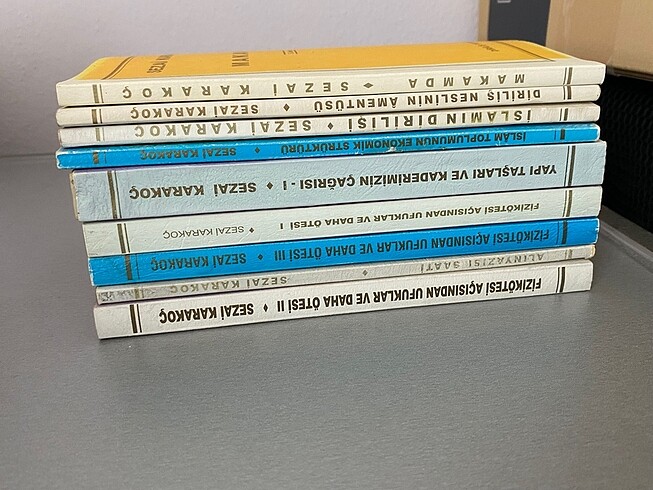 MAKAMDA ♦ SEZAİ KARAKOÇ
DİRİLİŞ NESLİNİN ÂMENTÜSÜ ♦ SEZAİ KARAKOÇ
İSLÂMIN DİRİLİŞİ ♦ SEZAİ KARAKOÇ
İSLÂM TOPLUMUNUN EKONOMİK STRÜKTÜRÜ ♦ SEZAİ KARAKOÇ
YAPI TAŞLARI VE KADERİMİZİN ÇAĞRISI - I ♦ SEZAİ KARAKOÇ
FİZİKÖTESİ AÇISINDAN UFUKLAR VE DAHA ÖTESİ I ♦ SEZAİ KARAKOÇ
FİZİKÖTESİ AÇISINDAN UFUKLAR VE DAHA ÖTESİ III ♦ SEZAİ KARAKOÇ
ALINYAZISI SAATİ ♦ SEZAİ KARAKOÇ
FİZİKÖTESİ AÇISINDAN UFUKLAR VE DAHA ÖTESİ II ♦ SEZAİ KARAKOÇ